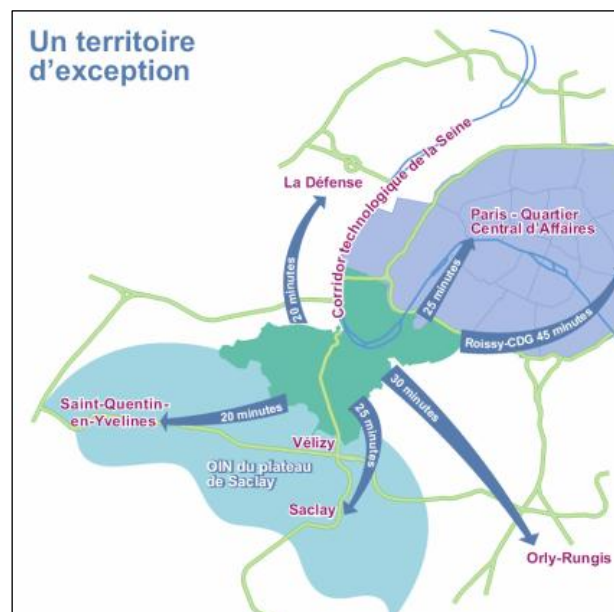 Un territoire
d'exception
Corridor technologique de la Seine
La Défense
Paris - Quartier
Central d'Affaires
20 minutes
25 minutes
Roissy-CDG 45 minutes
30 minutes
Saint-Quentin-
en-Yvelines
20 minutes
25 minutes
Vélizy
OIN du plateau
de Saclay
Saclay
Orly-Rungis